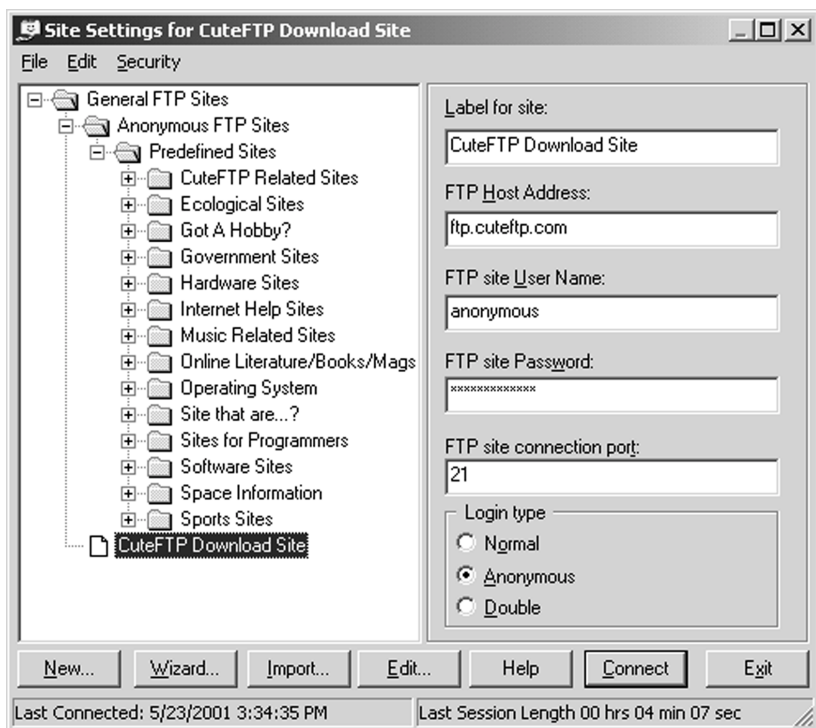 Site Settings for CuteFTP Download Site
File Edit Security
General FTP Sites
Anonymous FTP Sites
Predefined Sites
CuteFTP Related Sites
Ecological Sites
Got A Hobby?
Government Sites
Hardware Sites
Internet Help Sites
Music Related Sites
Online Literature/Books/Mags
Operating System
Site that are...?
Sites for Programmers
Software Sites
Space Information
Sports Sites
CuteFTP Download Site
Label for site:
CuteFTP Download Site
FTP Host Address:
ftp.cuteftp.com
FTP site User Name:
anonymous
FTP site Password:
*************
FTP site connection port:
21
Login type
Normal
Anonymous
Double
New... Wizard... Import... Edit... Help Connect Exit
Last Connected: 5/23/2001 3:34:35 PM Last Session Length 00 hrs 04 min 07 sec